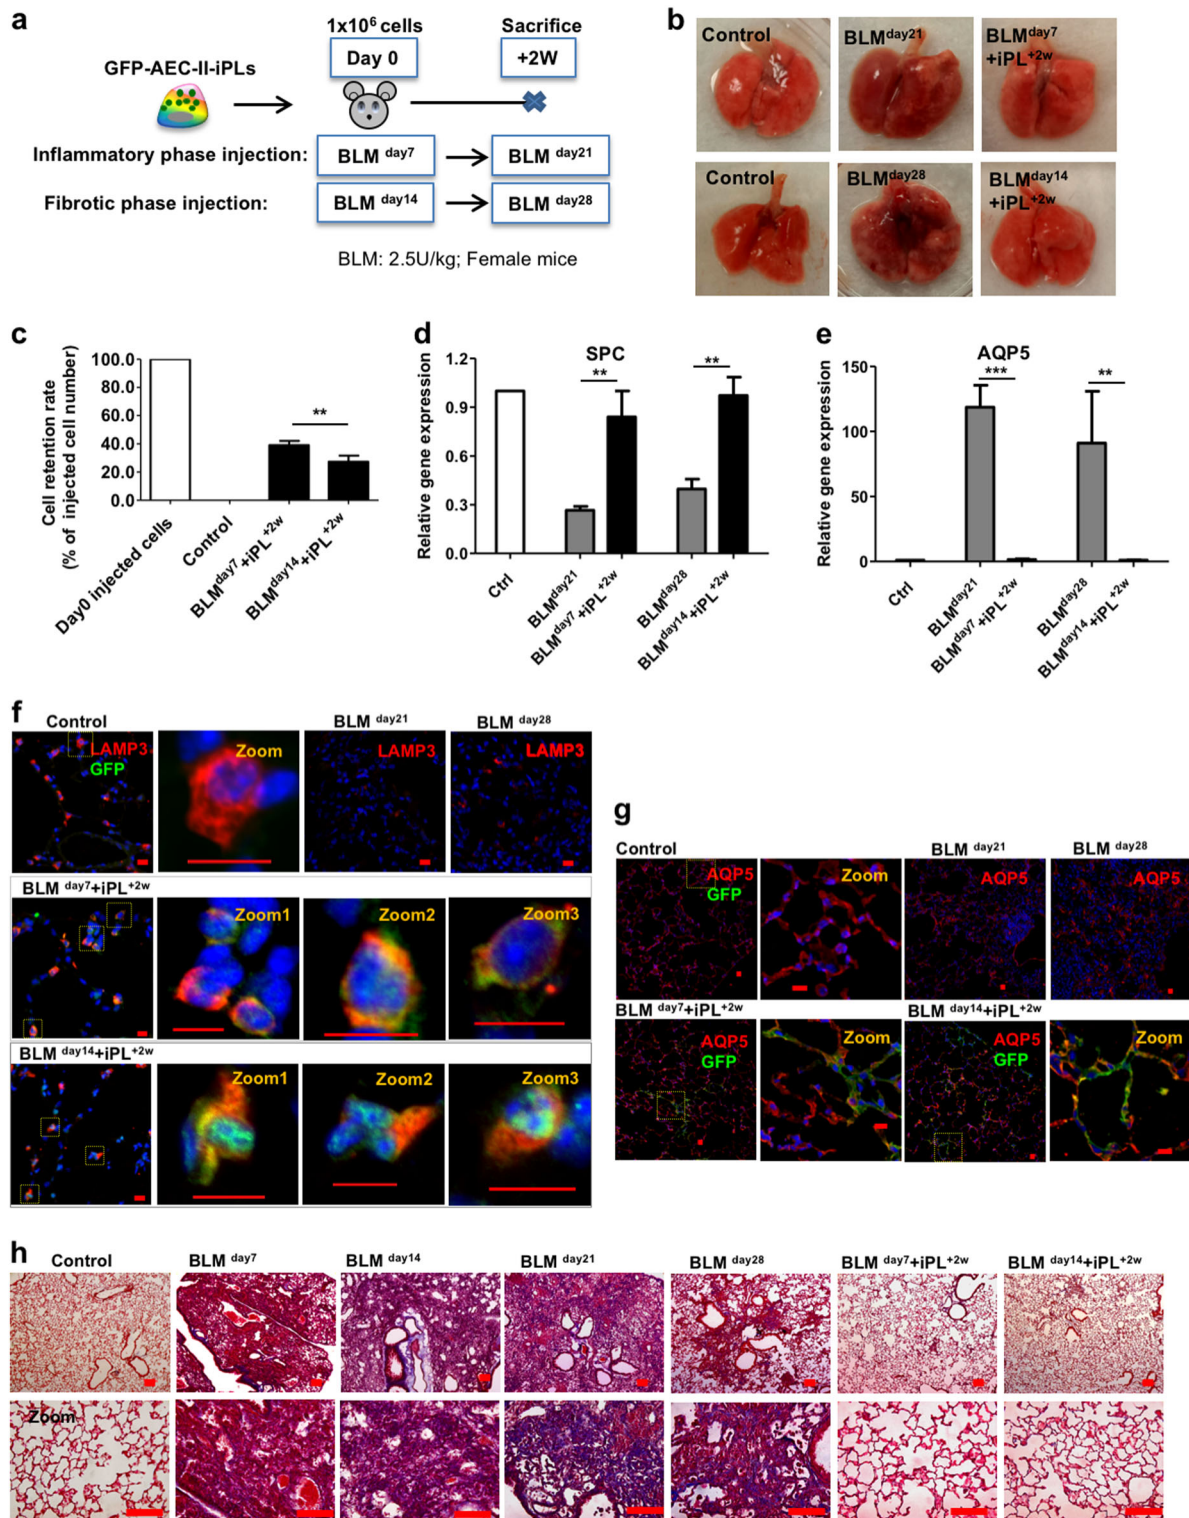 a
1x10⁶ cells
Sacrifice
GFP-AEC-II-iPLs
Day 0
+2W
Inflammatory phase injection:
BLM day7
BLM day21
Fibrotic phase injection:
BLM day14
BLM day28
BLM: 2.5U/kg; Female mice
b
Control
BLMday21
BLMday7
+iPL+2w
Control
BLMday28
BLMday14
+iPL+2w
c
Cell retention rate
(% of injected cell number)
100.0
80.0
60.0
40.0
20.0
0.0
**
Day0 injected cells
Control
BLMday7+iPL+2w
BLMday14+iPL+2w
d
SPC
Relative gene expression
1.2
0.9
0.6
0.3
0.0
**
**
Ctrl
BLMday21
BLMday7+iPL+2w
BLMday28
BLMday14+iPL+2w
e
AQP5
Relative gene expression
150
100
50
0
***
**
Ctrl
BLMday21
BLMday7+iPL+2w
BLMday28
BLMday14+iPL+2w
f
Control
BLM day21
BLM day28
LAMP3
GFP
Zoom
LAMP3
LAMP3
BLM day7+iPL+2w
Zoom1
Zoom2
Zoom3
BLM day14+iPL+2w
Zoom1
Zoom2
Zoom3
g
Control
BLM day21
BLM day28
AQP5
GFP
Zoom
AQP5
AQP5
BLM day7+iPL+2w
BLM day14+iPL+2w
AQP5
GFP
Zoom
AQP5
GFP
Zoom
h
Control
BLM day7
BLM day14
BLM day21
BLM day28
BLM day7+iPL+2w
BLM day14+iPL+2w
Zoom